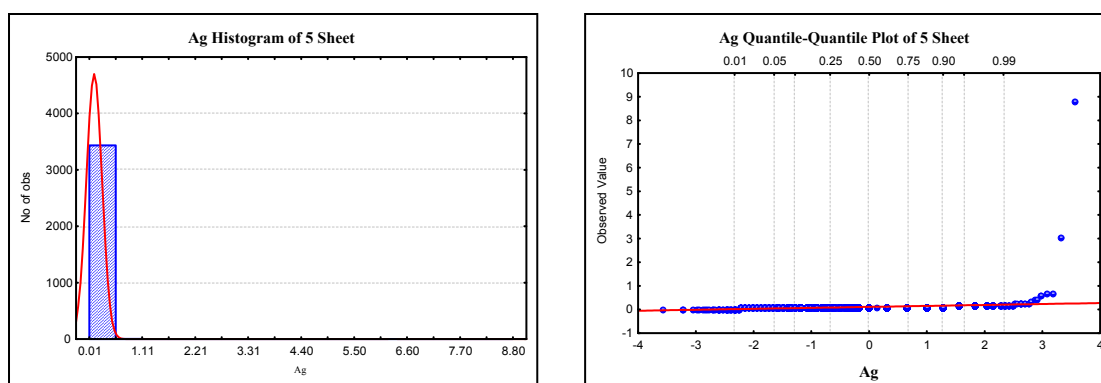 Ag Histogram of 5 Sheet
5000
4000
3000
2000
1000
0
No of obs
0.01 1.11 2.21 3.31 4.40 5.50 6.60 7.70 8.80
Ag
Ag Quantile-Quantile Plot of 5 Sheet
0.01 0.05 0.25 0.50 0.75 0.90 0.99
10
9
8
7
6
5
4
3
2
1
0
-1
Observed Value
-4 -3 -2 -1 0 1 2 3 4
Ag